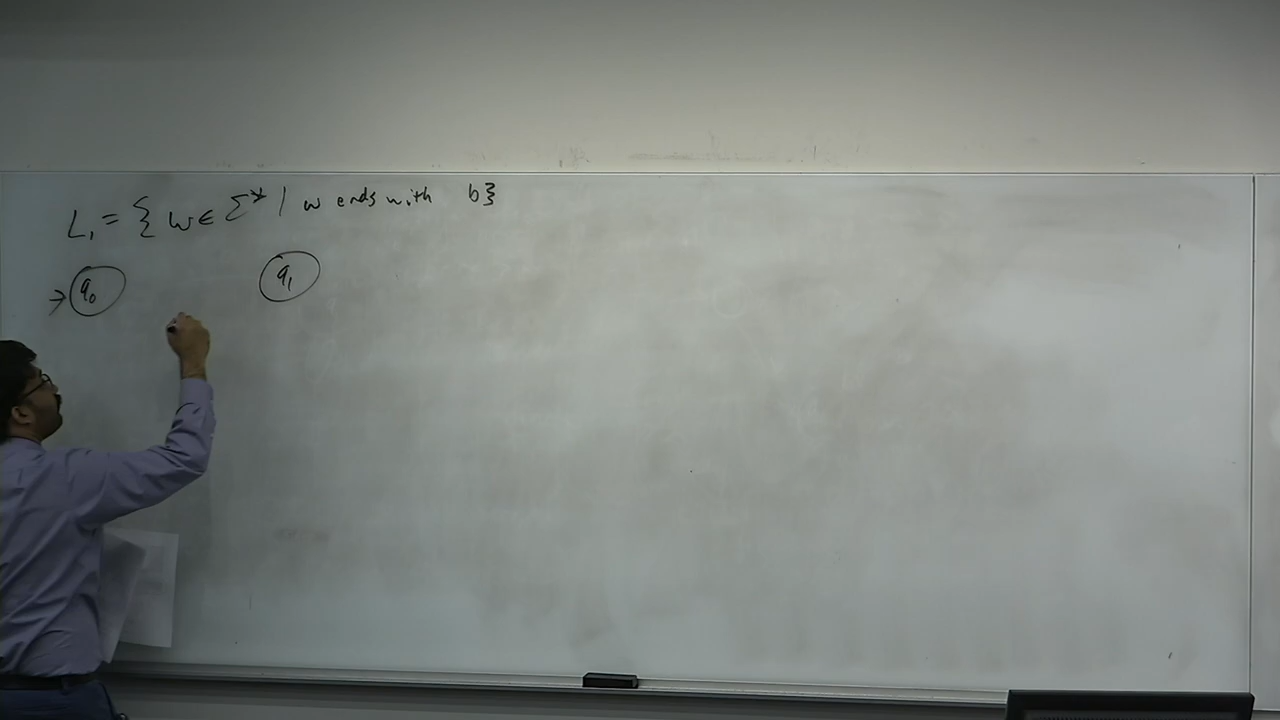 L₁ = { w ∈ Σ* | w ends with b}
→ q₀ q₁